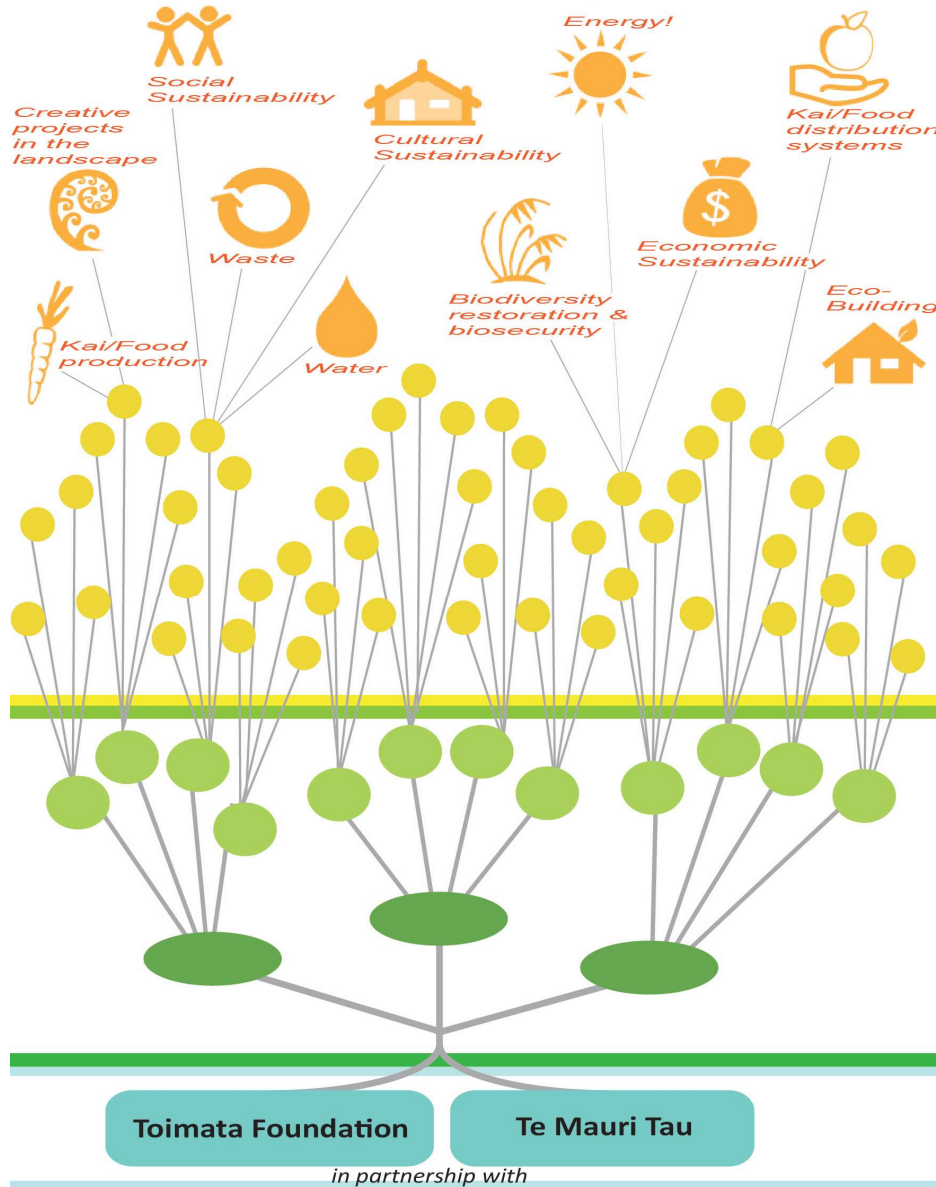 Energy!
Social
Sustainability
Creative
projects
in the
landscape
Cultural
Sustainability
Kai/Food
distribution
systems
Waste
Economic
Sustainability
Biodiversity
restoration &
biosecurity
Eco-
Building
Kai/Food
production
Water
$
Toimata Foundation
Te Mauri Tau
in partnership with